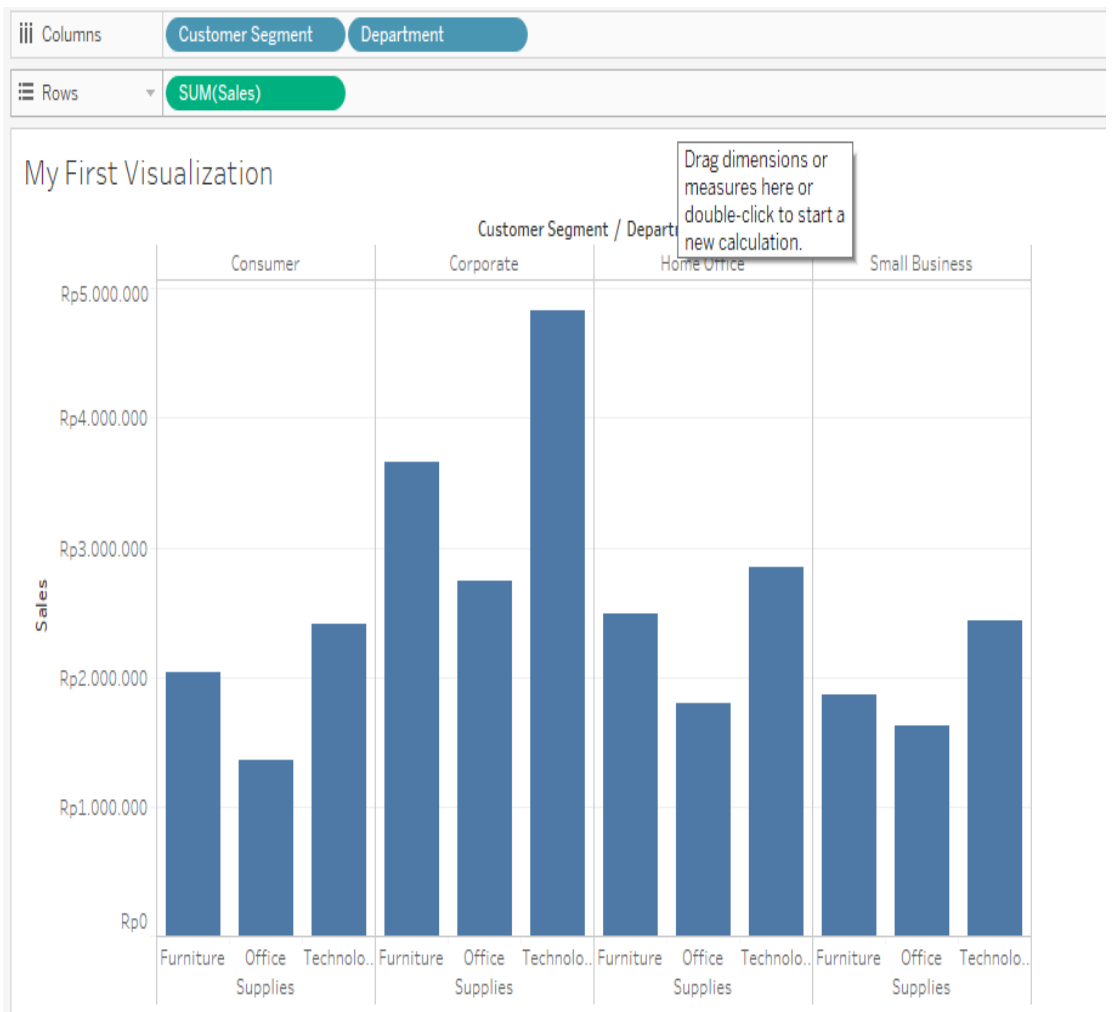 Columns
Customer Segment
Department
Rows
SUM(Sales)
My First Visualization
Drag dimensions or
measures here or
double-click to start a
new calculation.
Customer Segment /
Consumer
Corporate
Home Office
Small Business
Rp5.000.000
Rp4.000.000
Rp3.000.000
Rp2.000.000
Rp1.000.000
Rp0
Sales
Furniture
Office
Supplies
Technolo..
Furniture
Office
Supplies
Technolo..
Furniture
Office
Supplies
Technolo..
Furniture
Office
Supplies
Technolo..